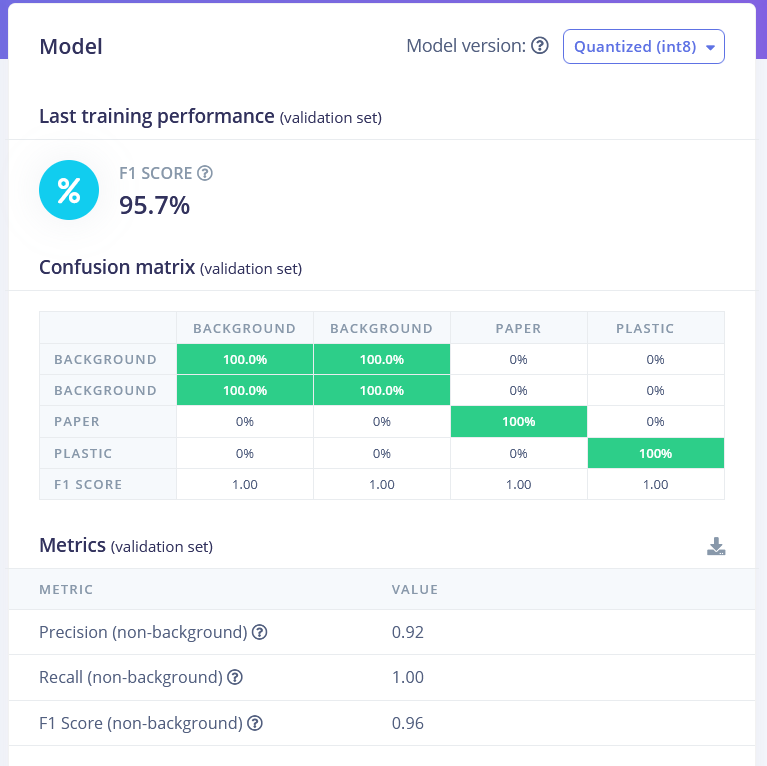 Model
Model version: Quantized (int8)
Last training performance (validation set)
%
F1 SCORE
95.7%
Confusion matrix (validation set)
BACKGROUND BACKGROUND PAPER PLASTIC
BACKGROUND 100.0% 100.0% 0% 0%
BACKGROUND 100.0% 100.0% 0% 0%
PAPER 0% 0% 100% 0%
PLASTIC 0% 0% 0% 100%
F1 SCORE 1.00 1.00 1.00 1.00
Metrics (validation set)
METRIC VALUE
Precision (non-background) 0.92
Recall (non-background) 1.00
F1 Score (non-background) 0.96